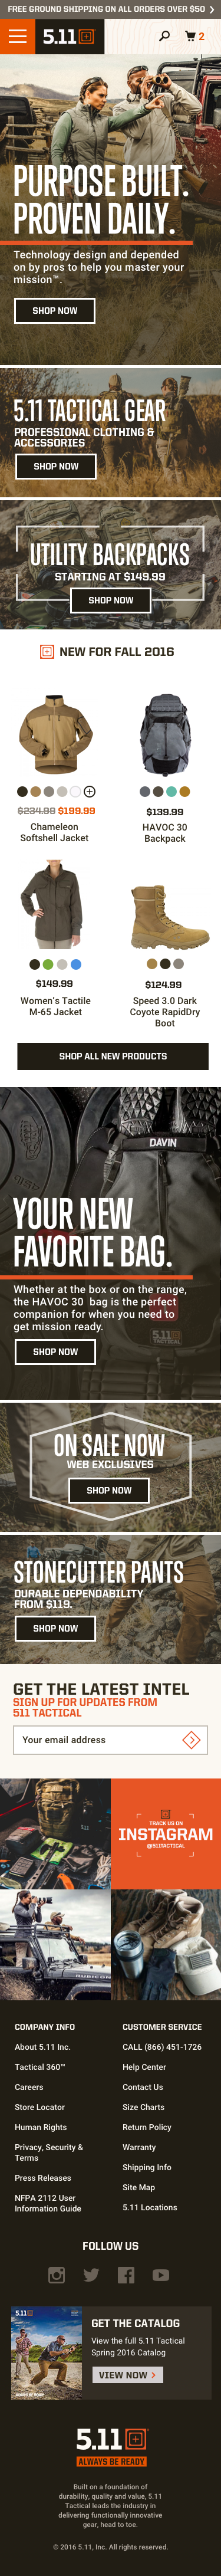 FREE GROUND SHIPPING ON ALL ORDERS OVER $50
5.11
2
PURPOSE BUILT.
PROVEN DAILY.
Technology design and depended
on by pros to help you master your
mission™.
SHOP NOW
5.11 TACTICAL GEAR
PROFESSIONAL CLOTHING &
ACCESSORIES
SHOP NOW
UTILITY BACKPACKS
STARTING AT $149.99
SHOP NOW
NEW FOR FALL 2016
$234.99 $199.99
Chameleon
Softshell Jacket
$139.99
HAVOC 30
Backpack
$149.99
Women's Tactile
M-65 Jacket
$124.99
Speed 3.0 Dark
Coyote RapidDry
Boot
SHOP ALL NEW PRODUCTS
DAVIN
YOUR NEW
FAVORITE BAG.
Whether at the box or on the range,
the HAVOC 30 bag is the perfect
companion for when you need to
get mission ready.
5.11
TACTICAL
SHOP NOW
ON SALE NOW
WEB EXCLUSIVES
SHOP NOW
STONECUTTER PANTS
DURABLE DEPENDABILITY
FROM $119.
SHOP NOW
GET THE LATEST INTEL
SIGN UP FOR UPDATES FROM
511 TACTICAL
Your email address
TRACK US ON
INSTAGRAM
@511TACTICAL
COMPANY INFO
About 5.11 Inc.
Tactical 360™
Careers
Store Locator
Human Rights
Privacy, Security &
Terms
Press Releases
NFPA 2112 User
Information Guide
CUSTOMER SERVICE
CALL (866) 451-1726
Help Center
Contact Us
Size Charts
Return Policy
Warranty
Shipping Info
Site Map
5.11 Locations
FOLLOW US
5.11
GET THE CATALOG
View the full 5.11 Tactical
Spring 2016 Catalog
VIEW NOW
5.11
ALWAYS BE READY
Built on a foundation of
durability, quality and value, 5.11
Tactical leads the industry in
delivering functionally innovative
gear, head to toe.
© 2016 5.11, Inc. All rights reserved.